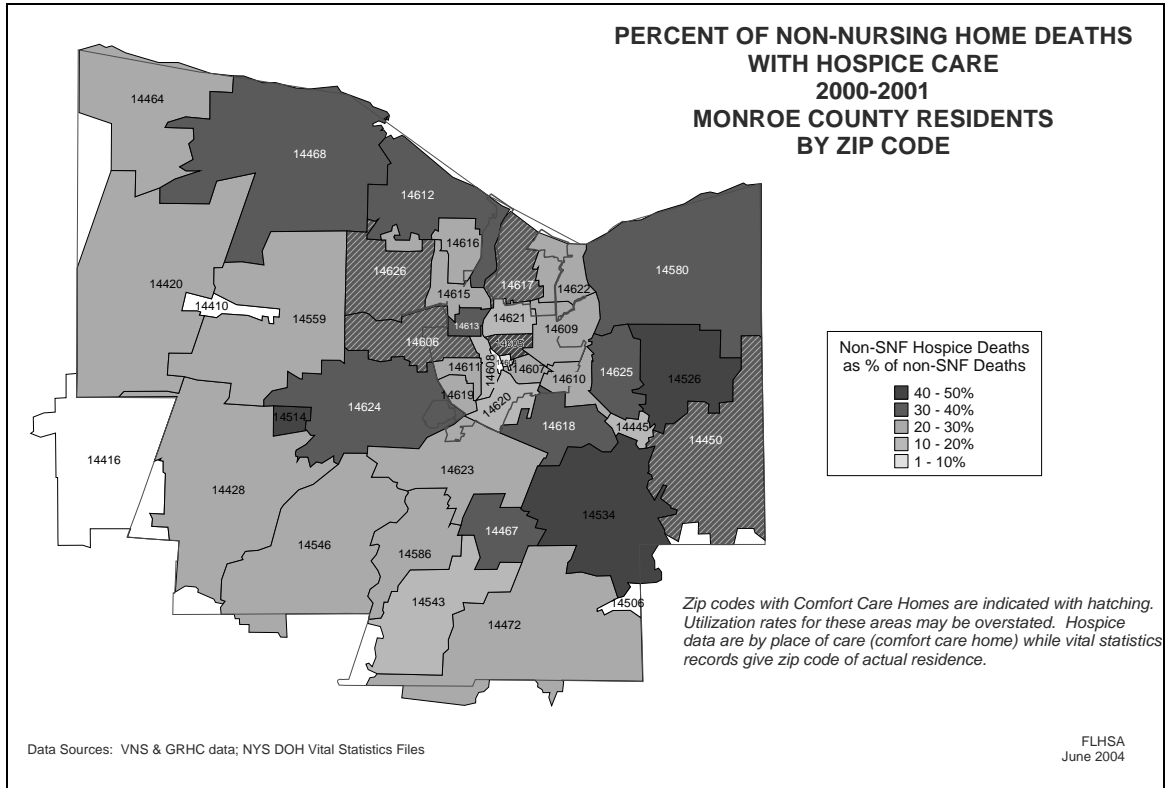 PERCENT OF NON-NURSING HOME DEATHS
WITH HOSPICE CARE
2000-2001
MONROE COUNTY RESIDENTS
BY ZIP CODE
14464
14468
14612
14616
14626
14617
14580
14420
14410
14559
14615
14622
14621
14613
14609
14606
14605
14611
14608
14607
14610
14625
14526
14619
14620
14514
14624
14618
14445
14450
14416
14428
14623
14534
14467
14546
14586
14543
14506
14472
Non-SNF Hospice Deaths
as % of non-SNF Deaths
40 - 50%
30 - 40%
20 - 30%
10 - 20%
1 - 10%
Zip codes with Comfort Care Homes are indicated with hatching.
Utilization rates for these areas may be overstated. Hospice
data are by place of care (comfort care home) while vital statistics
records give zip code of actual residence.
Data Sources: VNS & GRHC data; NYS DOH Vital Statistics Files
FLHSA
June 2004